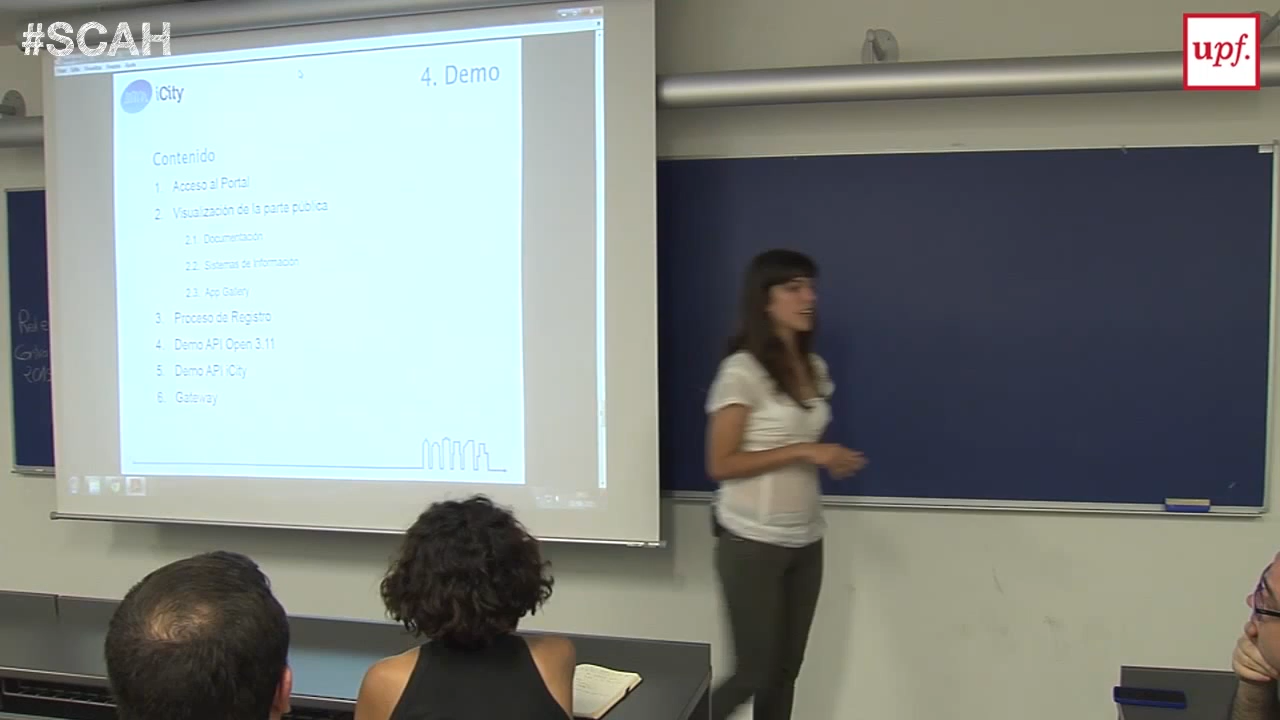 #SCAH
upf.
iCity
4. Demo
Contenido
1. Acceso al Portal
2. Visualización de la parte pública
2.1. Documentación
2.2. Sistemas de Información
2.3. App Gallery
3. Proceso de Registro
4. Demo API Open 3.11
5. Demo API iCity
6. Gateway